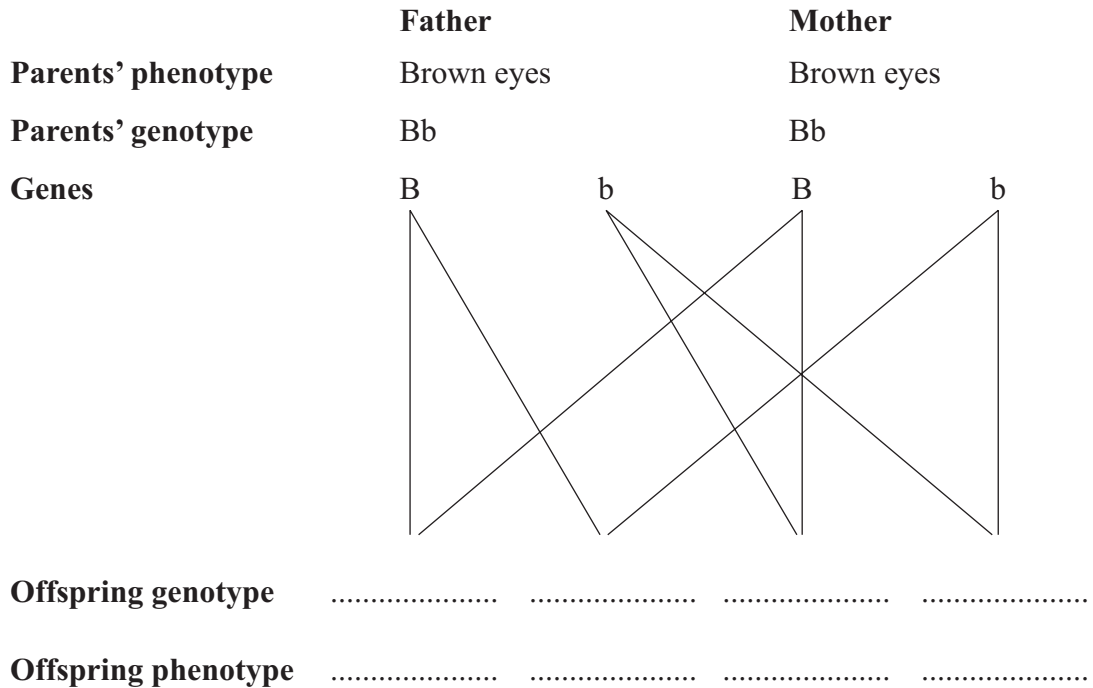 Father Mother
Parents’ phenotype Brown eyes Brown eyes
Parents’ genotype Bb Bb
Genes B b B b
Offspring genotype ..................... ..................... ..................... .....................
Offspring phenotype ..................... ..................... ..................... .....................